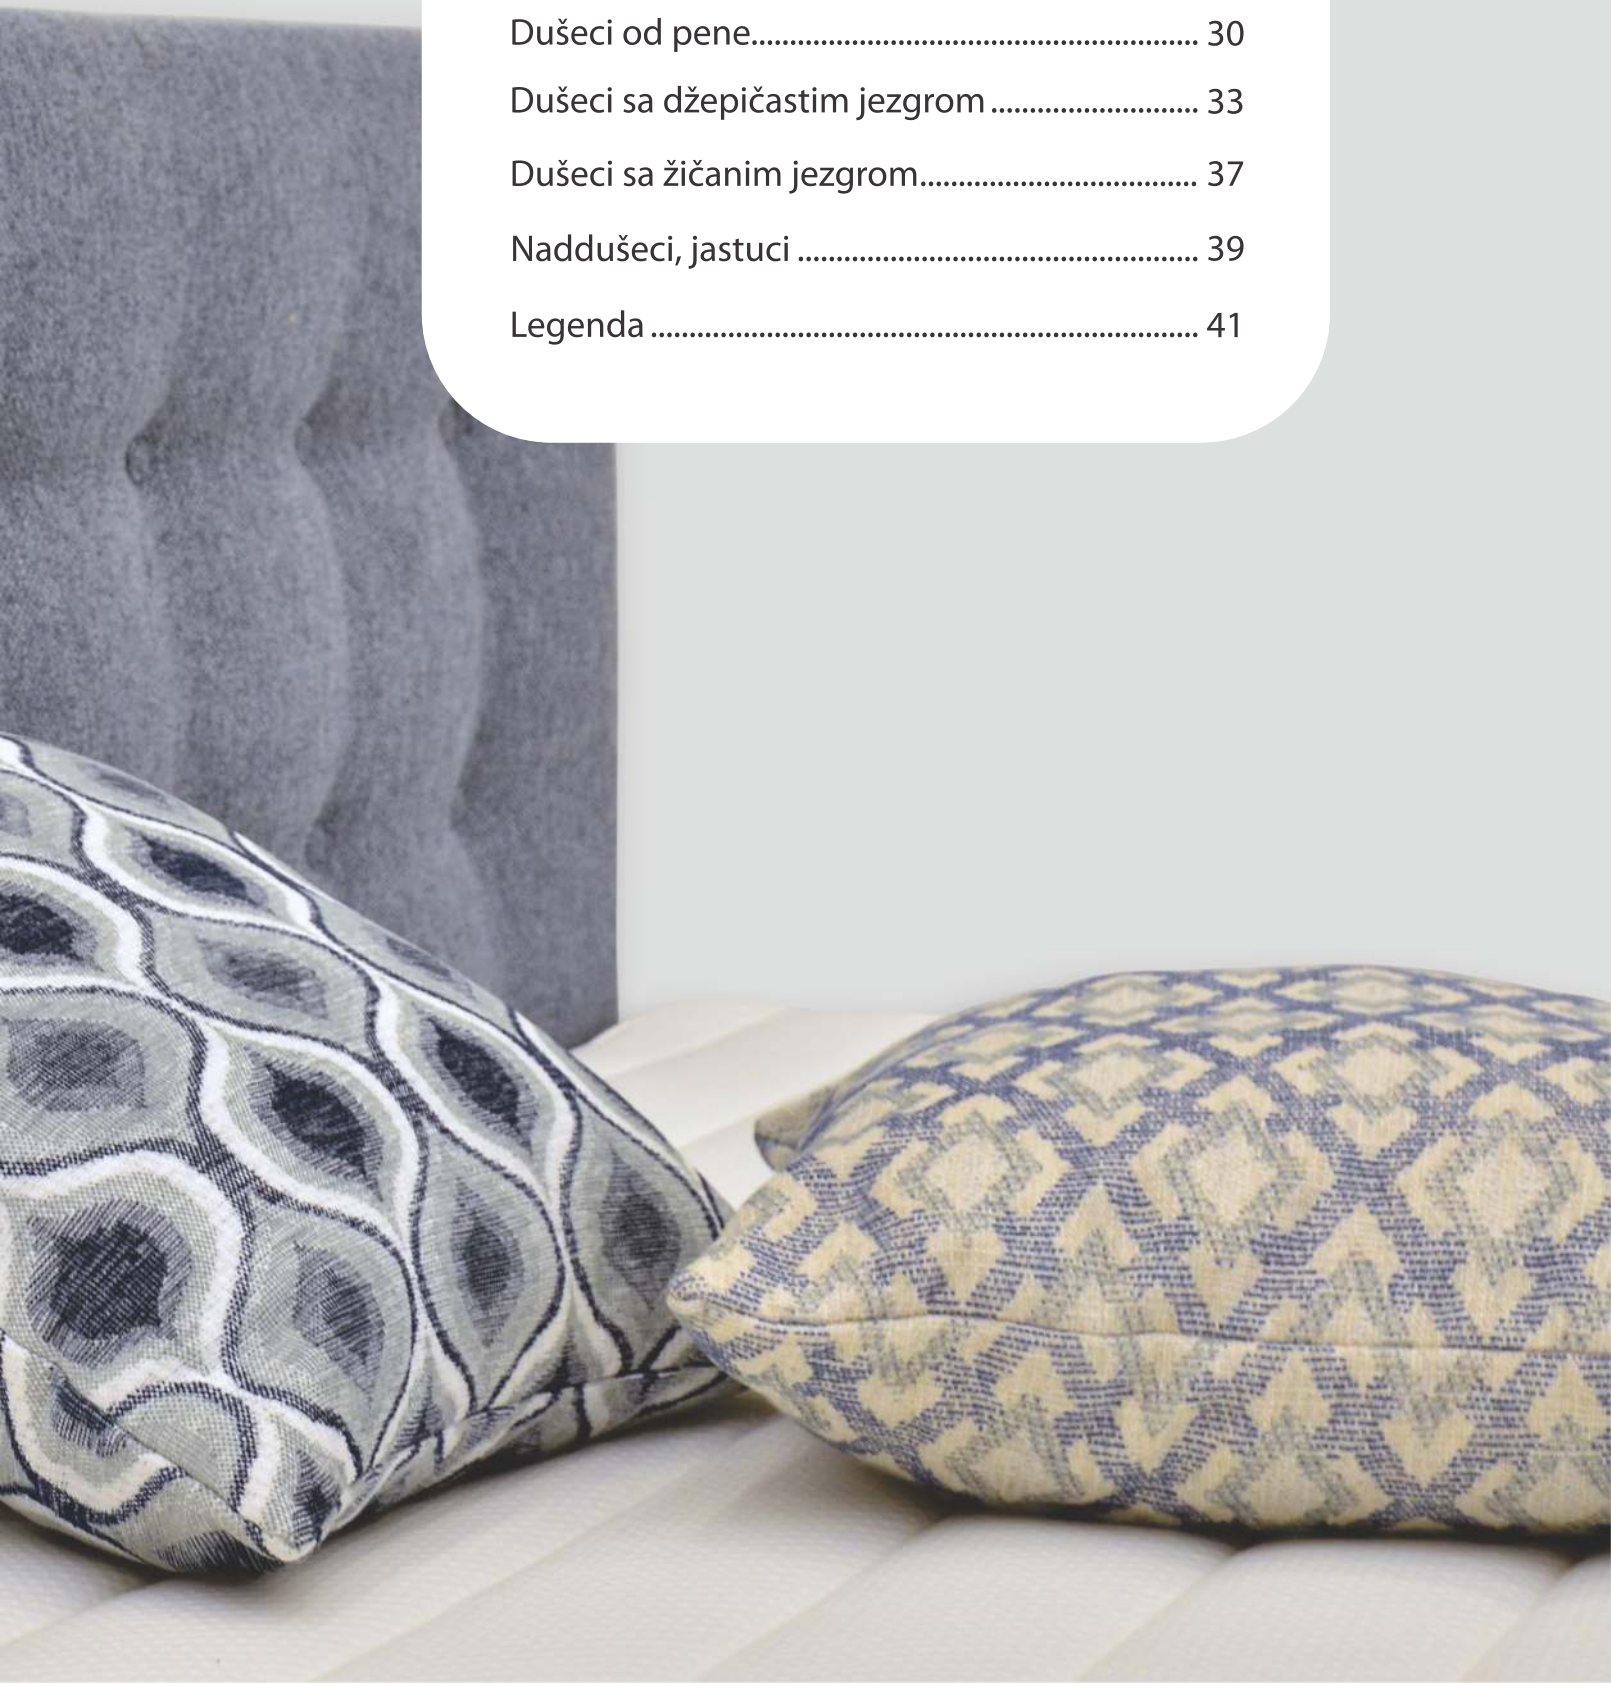 Dušeci od pene.......................................................... 30
Dušeci sa džepičastim jezgrom ........................... 33
Dušeci sa žičanim jezgrom.................................... 37
Naddušeci, jastuci .................................................... 39
Legenda ....................................................................... 41